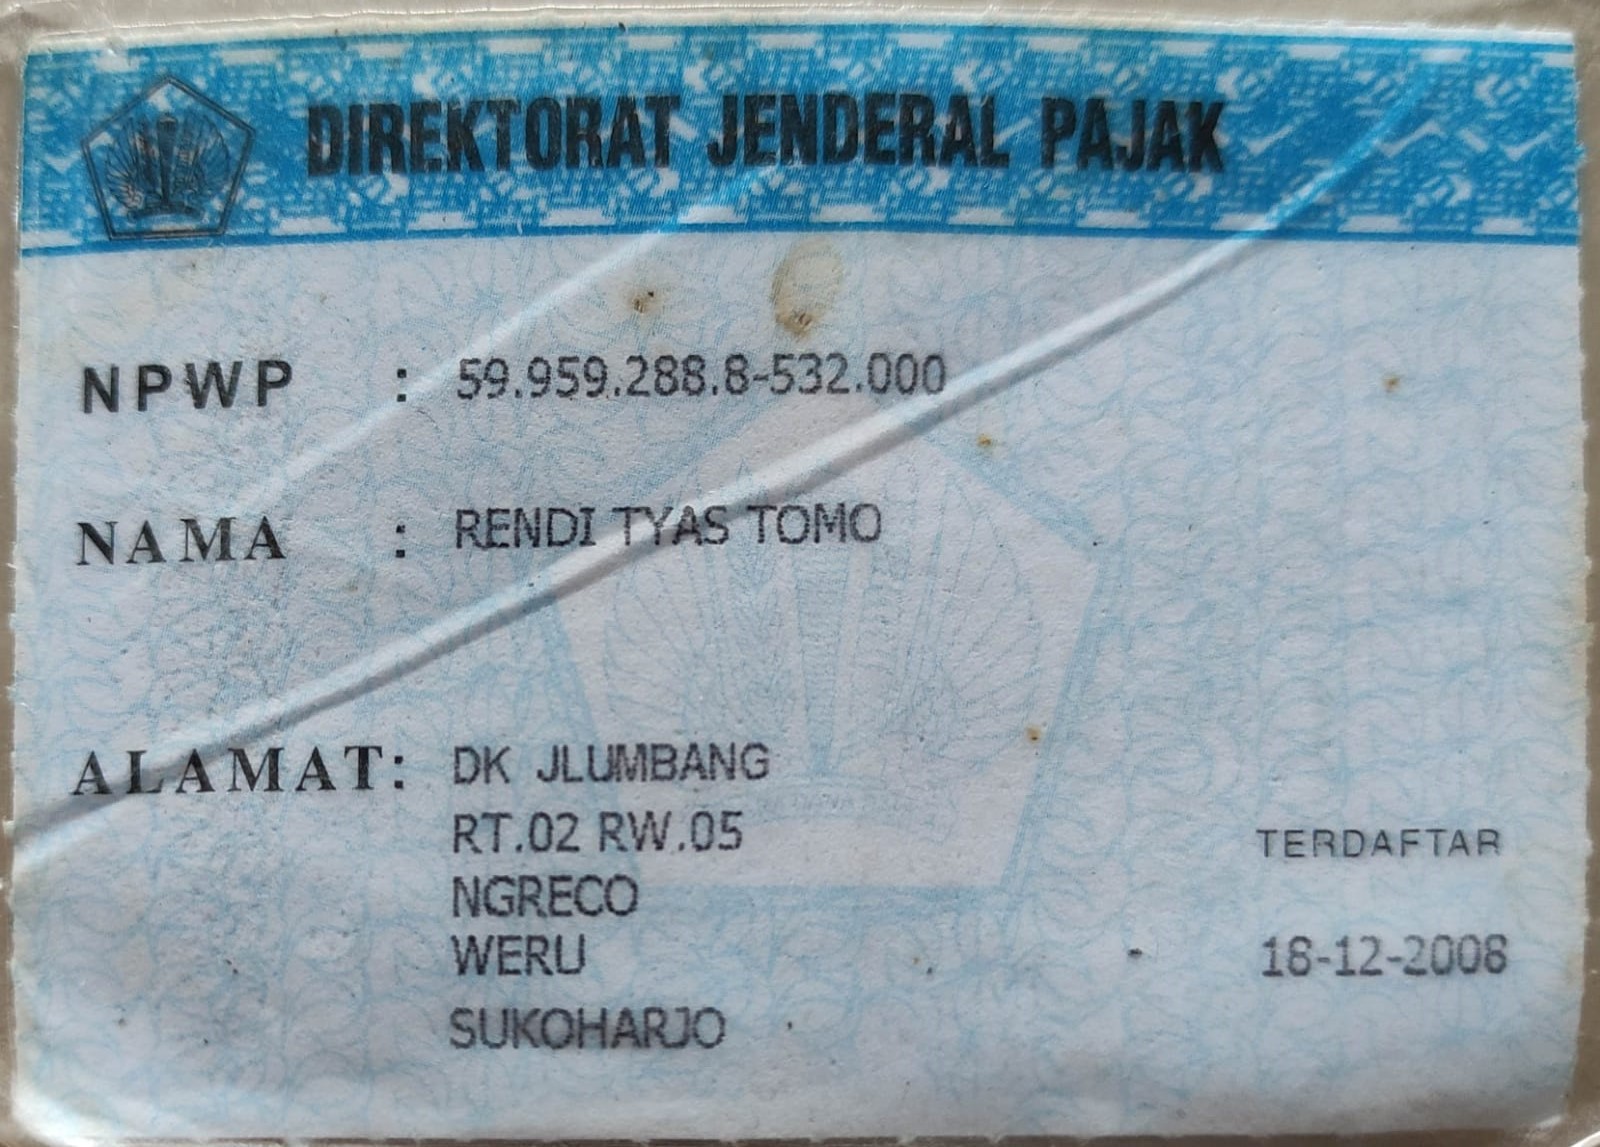 DIREKTORAT JENDERAL PAJAK
NPWP : 59.959.288.8-532.000
NAMA : RENDI TYAS TOMO
ALAMAT: DK JLUMBANG
RT.02 RW.05
NGRECO
WERU
SUKOHARJO
TERDAFTAR
18-12-2008